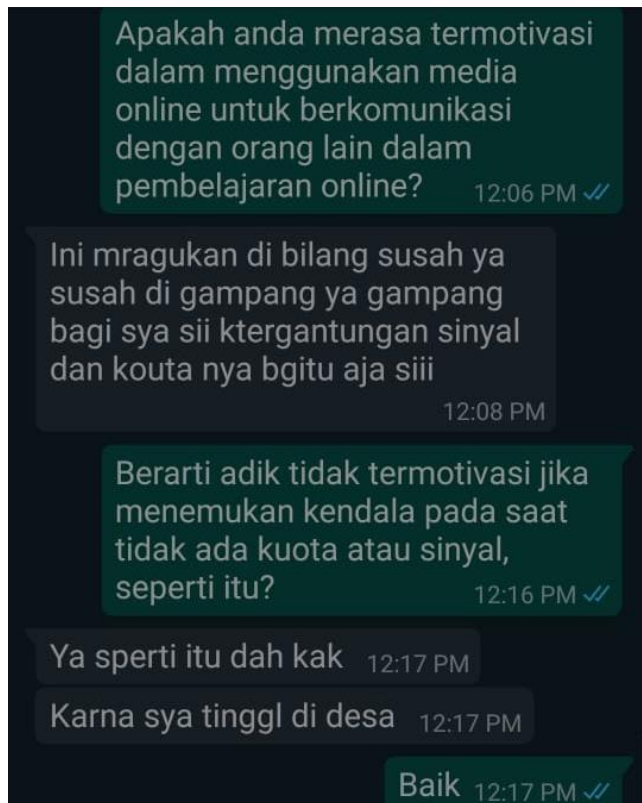 Apakah anda merasa termotivasi
dalam menggunakan media
online untuk berkomunikasi
dengan orang lain dalam
pembelajaran online? 12:06 PM
Ini mragukan di bilang susah ya
susah di gampang ya gampang
bagi sya sii ktergantungan sinyal
dan kouta nya bgitu aja siii
12:08 PM
Berarti adik tidak termotivasi jika
menemukan kendala pada saat
tidak ada kuota atau sinyal,
seperti itu? 12:16 PM
Ya sperti itu dah kak 12:17 PM
Karna sya tinggl di desa 12:17 PM
Baik 12:17 PM